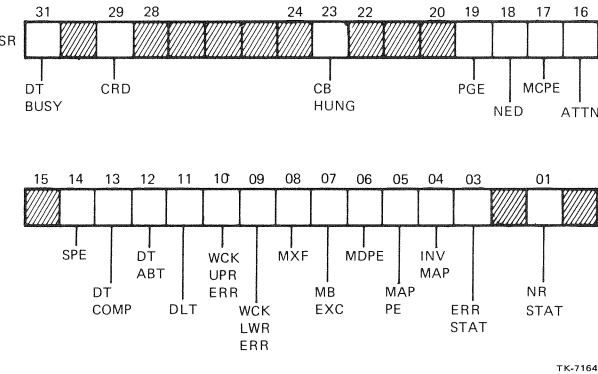 31 29 28 24 23 22 20 19 18 17 16
SR
DT BUSY
CRD
CB HUNG
PGE
NED
MCPE
ATTN
15 14 13 12 11 10 09 08 07 06 05 04 03 01
SPE
DT COMP
DT ABT
DLT
WCK UPR ERR
WCK LWR ERR
MXF
MB EXC
MDPE
MAP PE
INV MAP
ERR STAT
NR STAT
TK-7164